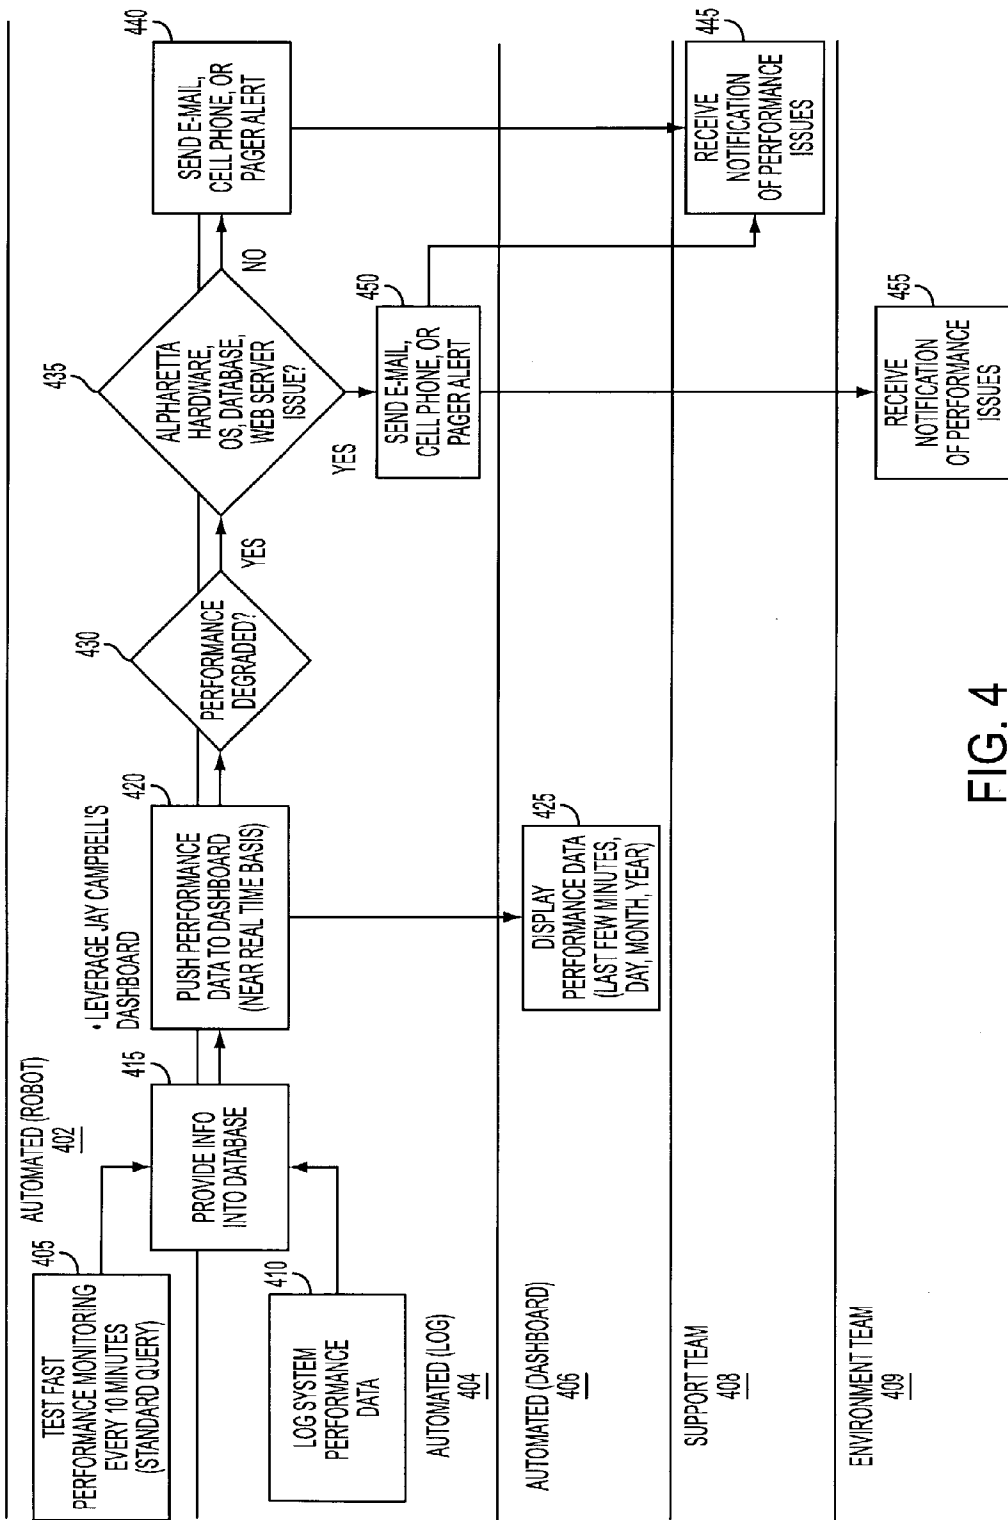 AUTOMATED (ROBOT)
402
405
TEST FAST
PERFORMANCE MONITORING
EVERY 10 MINUTES
(STANDARD QUERY)
410
LOG SYSTEM
PERFORMANCE
DATA
415
PROVIDE INFO
INTO DATABASE
• LEVERAGE JAY CAMPBELL'S
DASHBOARD
420
PUSH PERFORMANCE
DATA TO DASHBOARD
(NEAR REAL TIME BASIS)
430
PERFORMANCE
DEGRADED?
YES
435
ALPHARETTA
HARDWARE,
OS, DATABASE,
WEB SERVER
ISSUE?
NO
440
SEND E-MAIL,
CELL PHONE, OR
PAGER ALERT
YES
450
SEND E-MAIL,
CELL PHONE, OR
PAGER ALERT
AUTOMATED (LOG)
404
AUTOMATED (DASHBOARD)
406
425
DISPLAY
PERFORMANCE DATA
(LAST FEW MINUTES,
DAY, MONTH, YEAR)
SUPPORT TEAM
408
445
RECEIVE
NOTIFICATION
OF PERFORMANCE
ISSUES
ENVIRONMENT TEAM
409
455
RECEIVE
NOTIFICATION
OF PERFORMANCE
ISSUES
FIG. 4